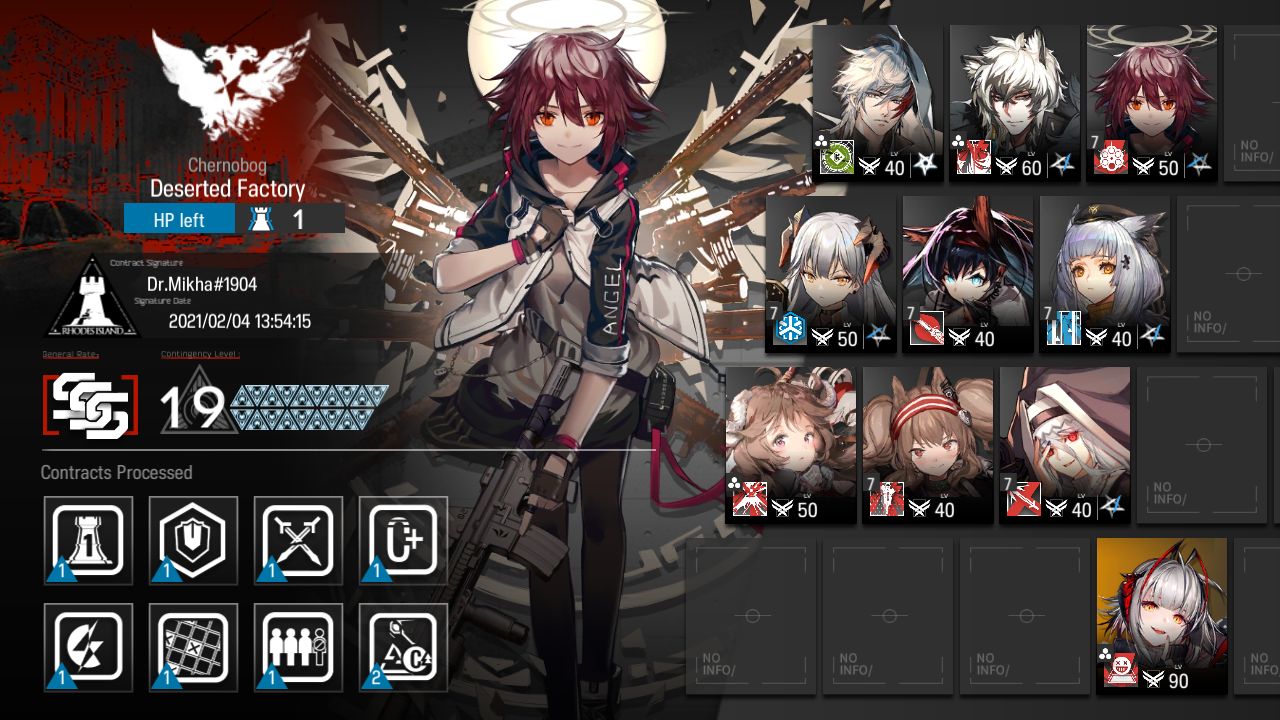 Chernobog
Deserted Factory
HP left 1
Contract Signature
Dr.Mikha#1904
Signature Date
2021/02/04 13:54:15
RHODES ISLAND
General Rate:
Contingency Level:
19
Contracts Processed
1
1
1
1
1
1
1
1
2
ANGEL
LV
40
LV
60
7
LV
50
NO
INFO/
7
LV
50
7
LV
40
7
LV
40
NO
INFO/
LV
50
7
LV
40
7
LV
40
NO
INFO/
NO
INFO/
NO
INFO/
NO
INFO/
LV
90
NO
INFO/